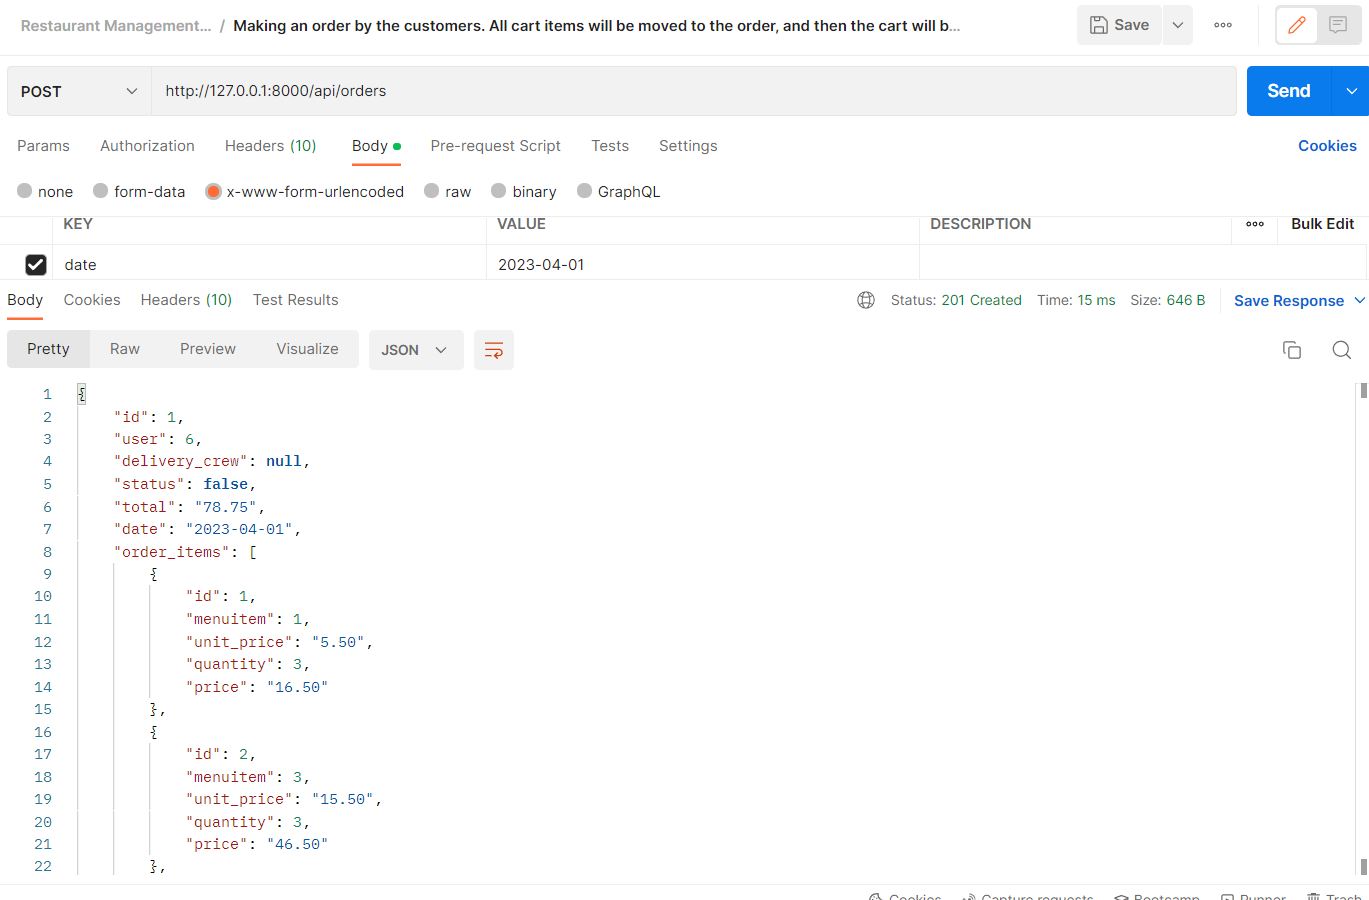 Restaurant Management... / Making an order by the customers. All cart items will be moved to the order, and then the cart will b...
Save
POST
http://127.0.0.1:8000/api/orders
Send
Params Authorization Headers (10) Body Pre-request Script Tests Settings Cookies
none form-data x-www-form-urlencoded raw binary GraphQL
KEY VALUE DESCRIPTION Bulk Edit
date 2023-04-01
Body Cookies Headers (10) Test Results Status: 201 Created Time: 15 ms Size: 646 B Save Response
Pretty Raw Preview Visualize JSON
1 {
2 "id": 1,
3 "user": 6,
4 "delivery_crew": null,
5 "status": false,
6 "total": "78.75",
7 "date": "2023-04-01",
8 "order_items": [
9 {
10 "id": 1,
11 "menuitem": 1,
12 "unit_price": "5.50",
13 "quantity": 3,
14 "price": "16.50"
15 },
16 {
17 "id": 2,
18 "menuitem": 3,
19 "unit_price": "15.50",
20 "quantity": 3,
21 "price": "46.50"
22 },
Cookies Capture requests Bootcamp Runner Trash